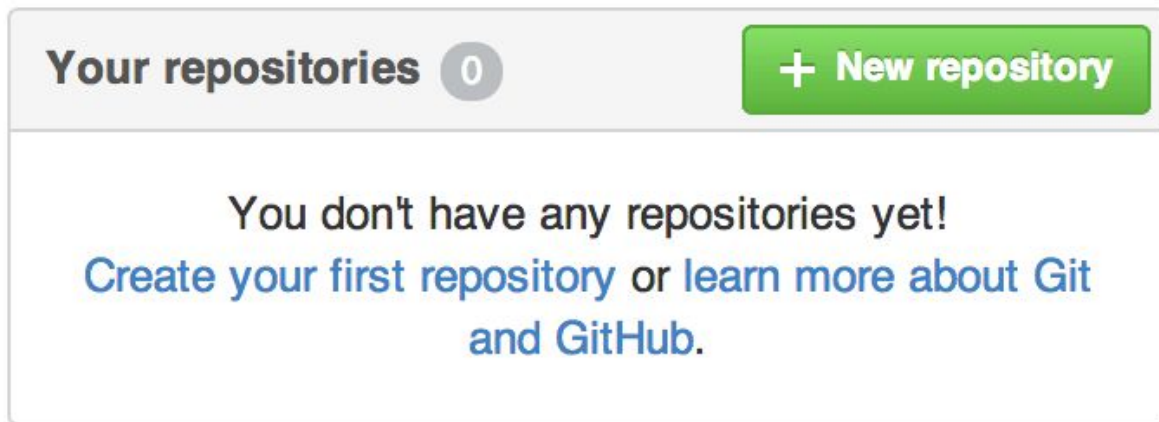 Your repositories 0
+ New repository
You don't have any repositories yet!
Create your first repository or learn more about Git
and GitHub.